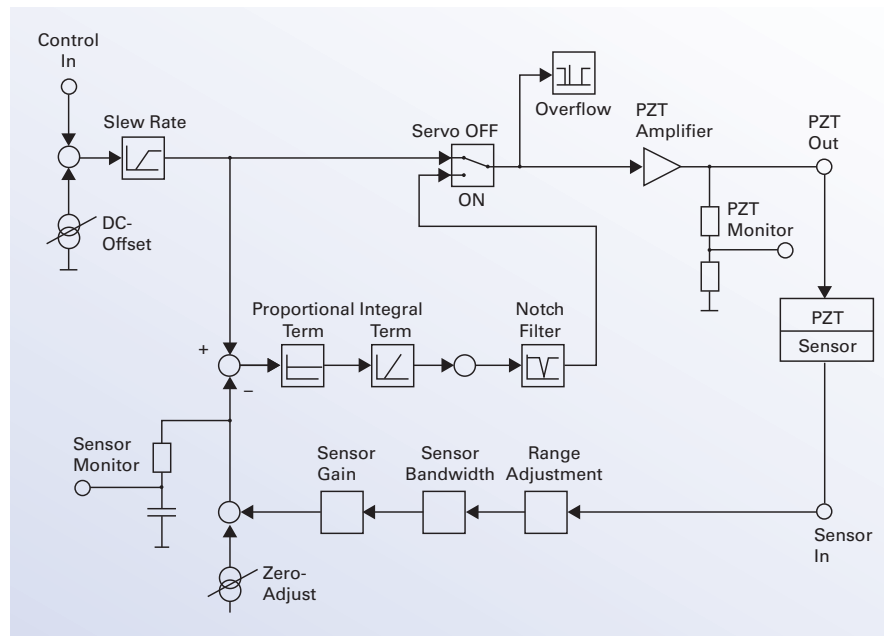 Control
In
Slew Rate
DC-
Offset
Servo OFF
ON
Overflow
PZT
Amplifier
PZT
Out
PZT
Monitor
PZT
Sensor
Proportional
Term
Integral
Term
Notch
Filter
+
−
Sensor
Monitor
Sensor
Gain
Sensor
Bandwidth
Range
Adjustment
Sensor
In
Zero-
Adjust